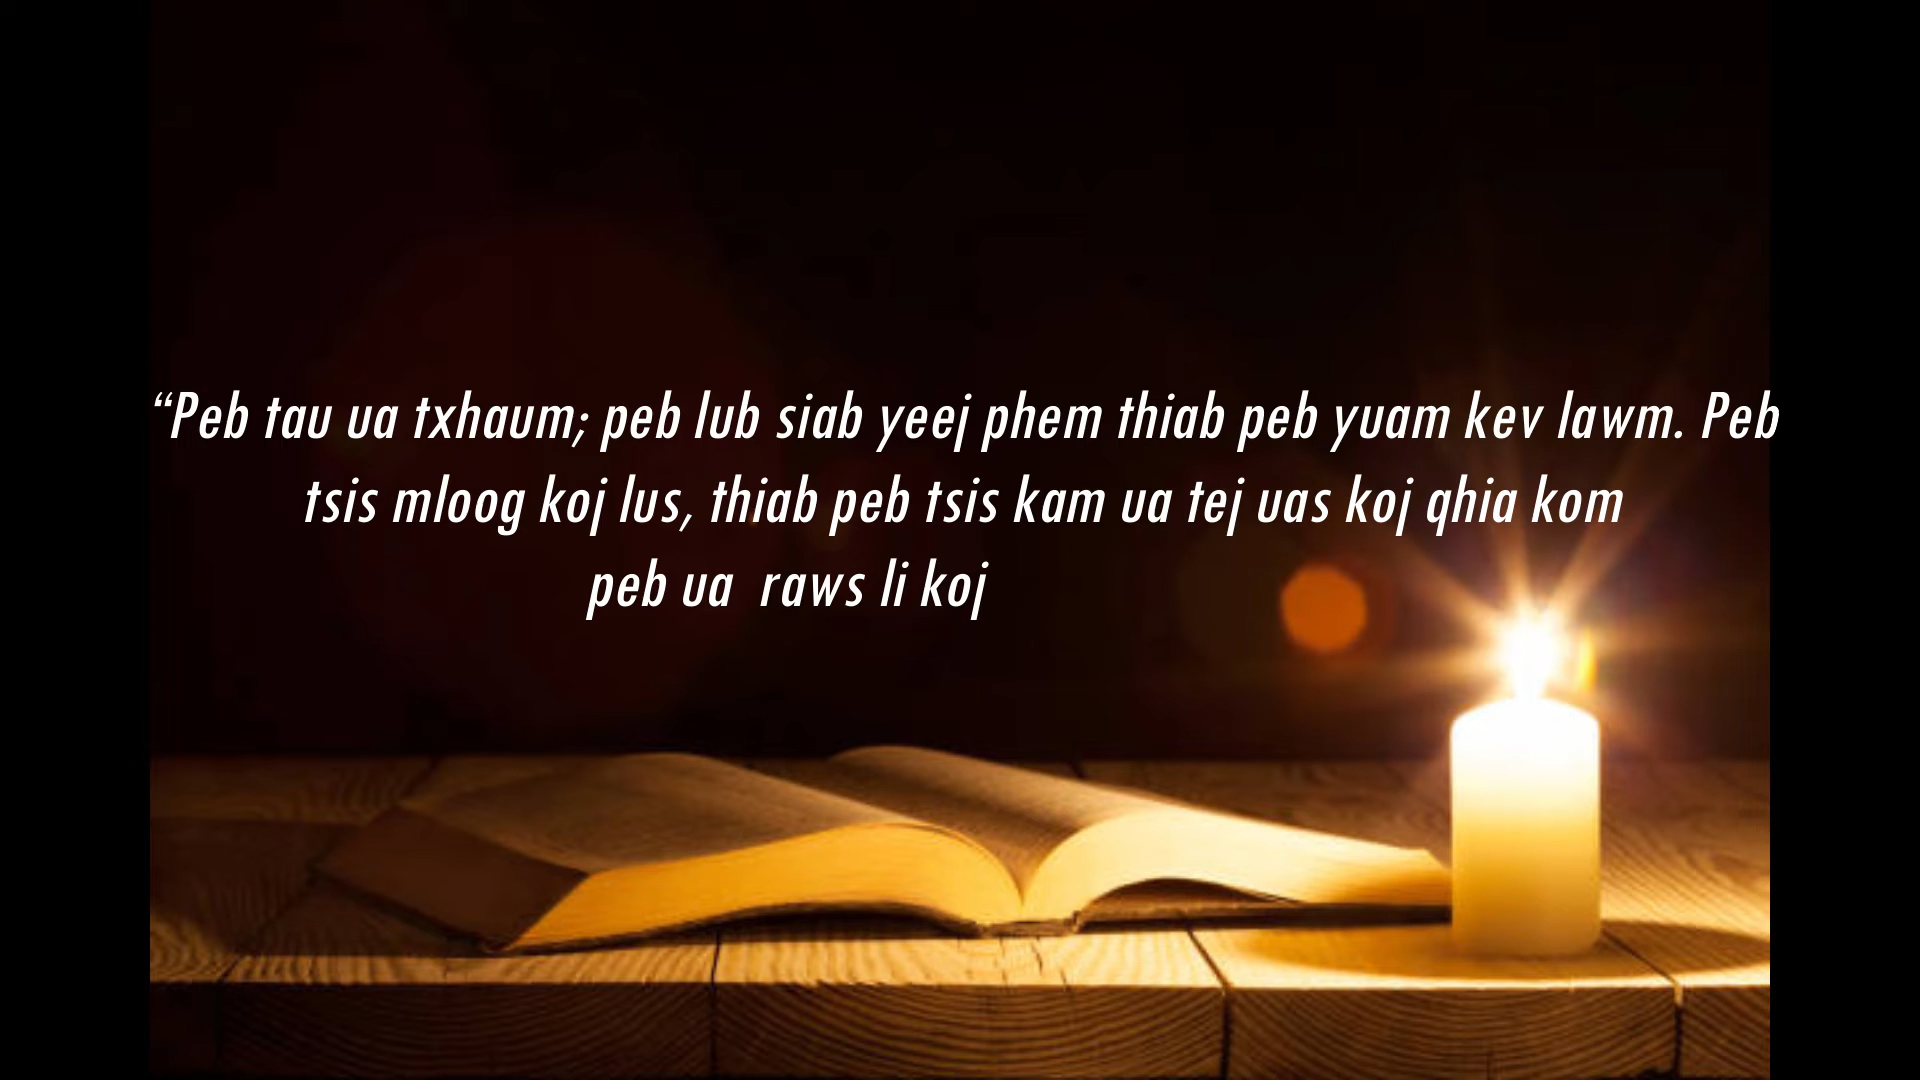 “Peb tau ua txhaum; peb lub siab yeej phem thiab peb yuam kev lawm. Peb
tsis mloog koj lus, thiab peb tsis kam ua tej uas koj qhia kom
peb ua  raws li koj